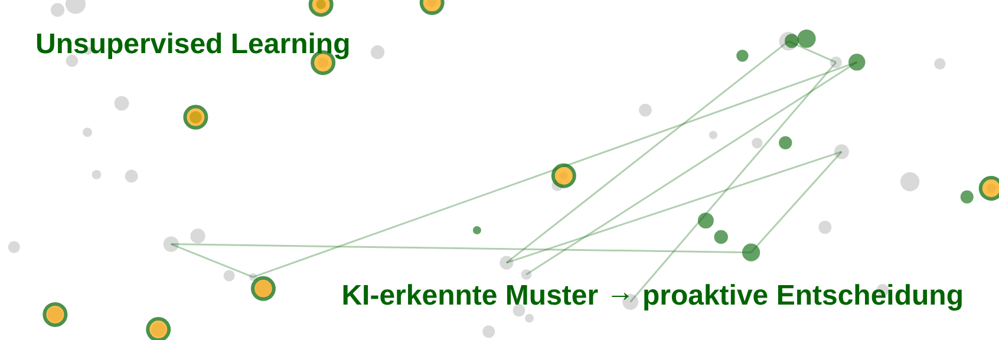 Unsupervised Learning
KI-erkennte Muster → proaktive Entscheidung